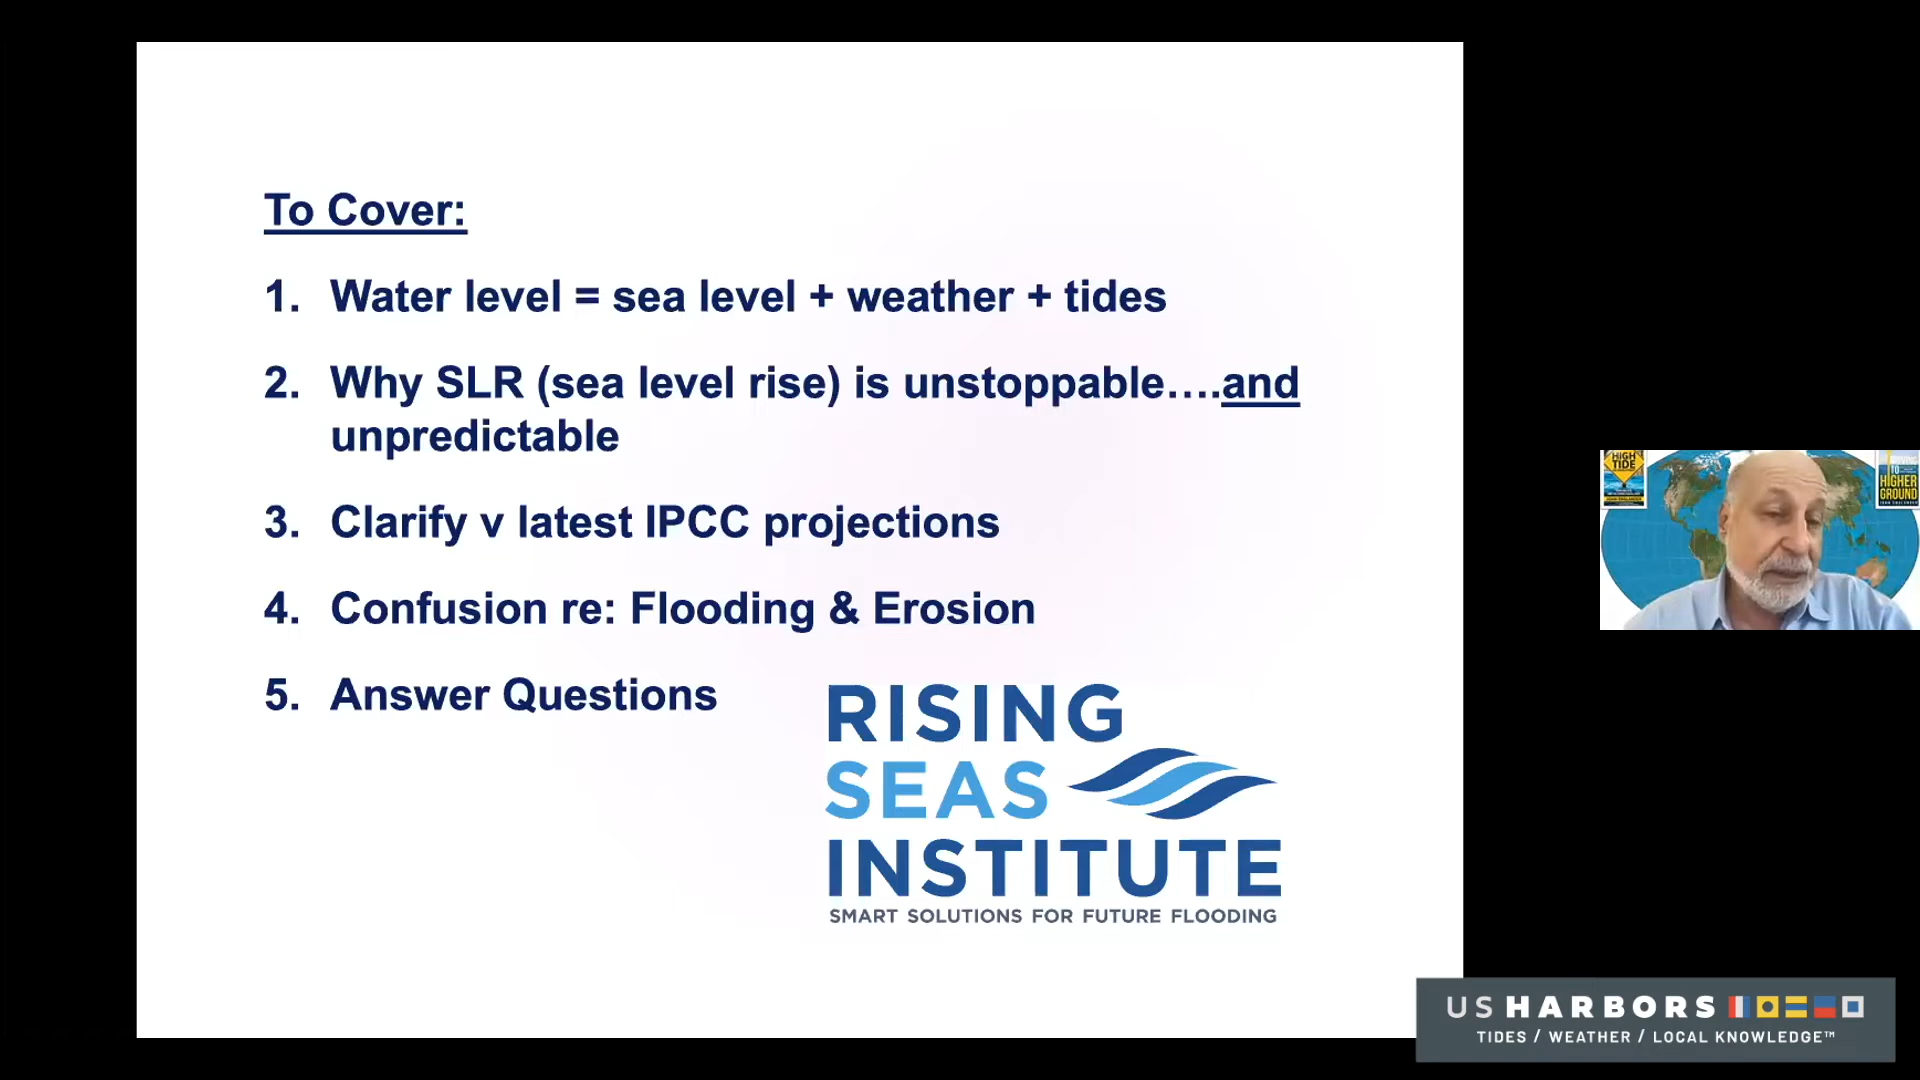 To Cover:
1. Water level = sea level + weather + tides
2. Why SLR (sea level rise) is unstoppable….and
unpredictable
3. Clarify v latest IPCC projections
4. Confusion re: Flooding & Erosion
5. Answer Questions
RISING
SEAS
INSTITUTE
SMART SOLUTIONS FOR FUTURE FLOODING
HIGH
TIDE
TO
HIGHER
GROUND
US HARBORS
TIDES / WEATHER / LOCAL KNOWLEDGE™